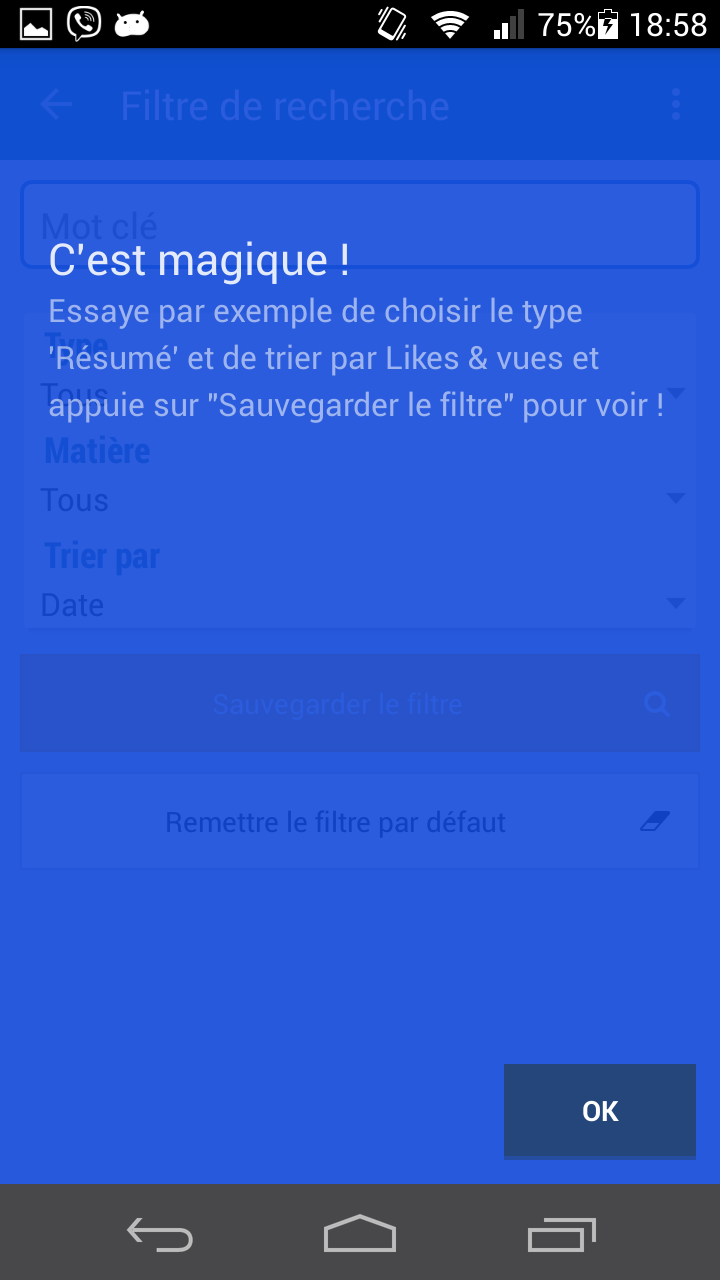 75% 18:58
Filtre de recherche
Mot clé
C'est magique !
Essaye par exemple de choisir le type
Type
'Résumé' et de trier par Likes & vues et
Tous
appuie sur "Sauvegarder le filtre" pour voir !
Matière
Tous
Trier par
Date
Sauvegarder le filtre
Remettre le filtre par défaut
OK